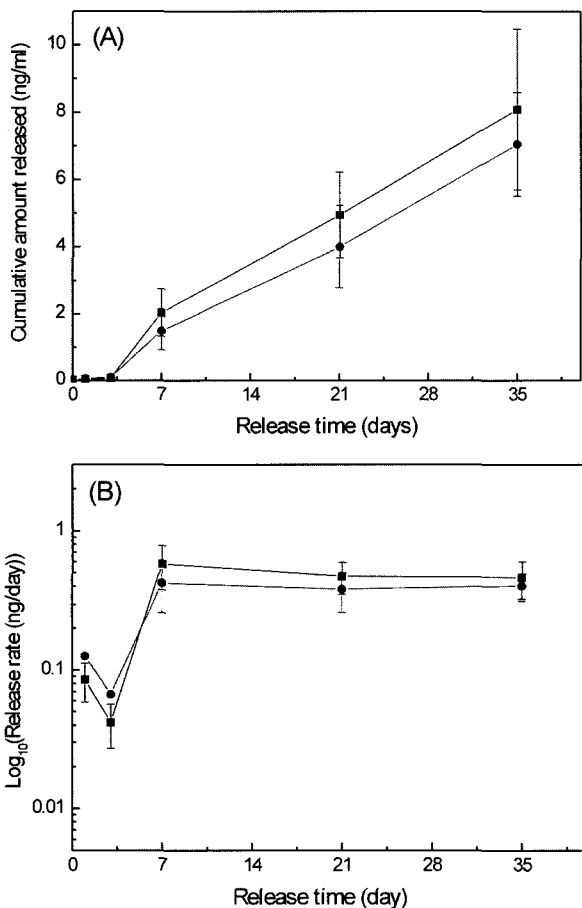 (A)
Cumulative amount released (ng/ml)
10
8
6
4
2
0
0 7 14 21 28 35
Release time (days)
(B)
Log10(Release rate (ng/day))
1
0.1
0.01
0 7 14 21 28 35
Release time (day)